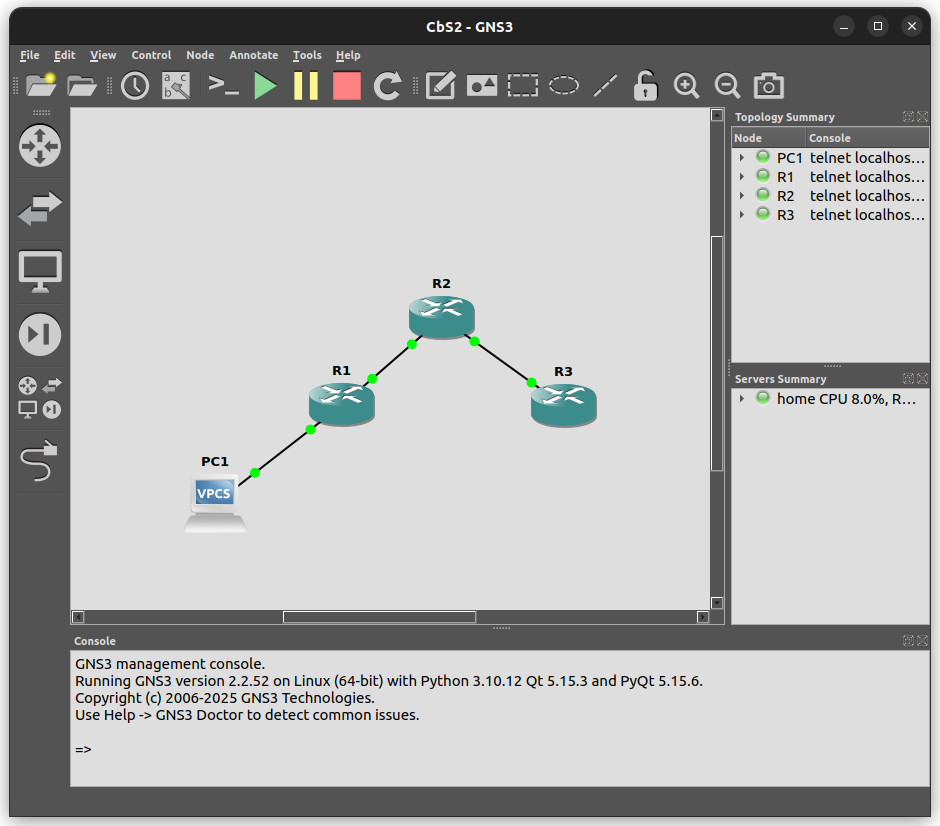 CbS2 - GNS3
File Edit View Control Node Annotate Tools Help
a c
b
>_
Topology Summary
Node Console
PC1 telnet localhos...
R1 telnet localhos...
R2 telnet localhos...
R3 telnet localhos...
R2
R1
R3
PC1
VPCS
Servers Summary
home CPU 8.0%, R...
Console
GNS3 management console.
Running GNS3 version 2.2.52 on Linux (64-bit) with Python 3.10.12 Qt 5.15.3 and PyQt 5.15.6.
Copyright (c) 2006-2025 GNS3 Technologies.
Use Help -> GNS3 Doctor to detect common issues.
=>